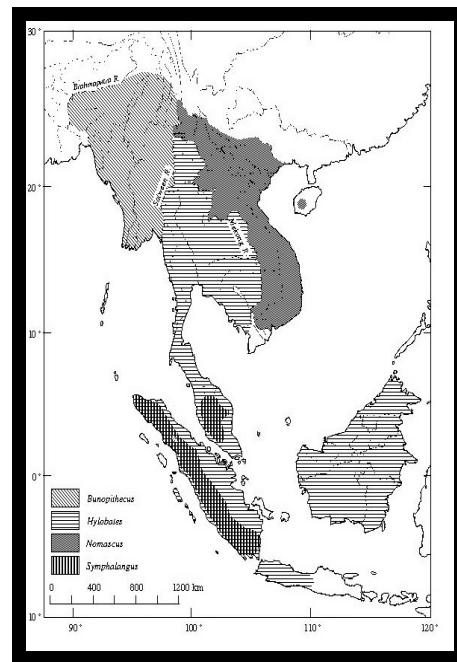 30°
Brahmaputra R.
20°
Salween R.
Mekong R.
10°
0°
Bunopithecus
Hylobates
Nomascus
Symphalangus
0 400 800 1200 km
10°
90° 100° 110° 120°